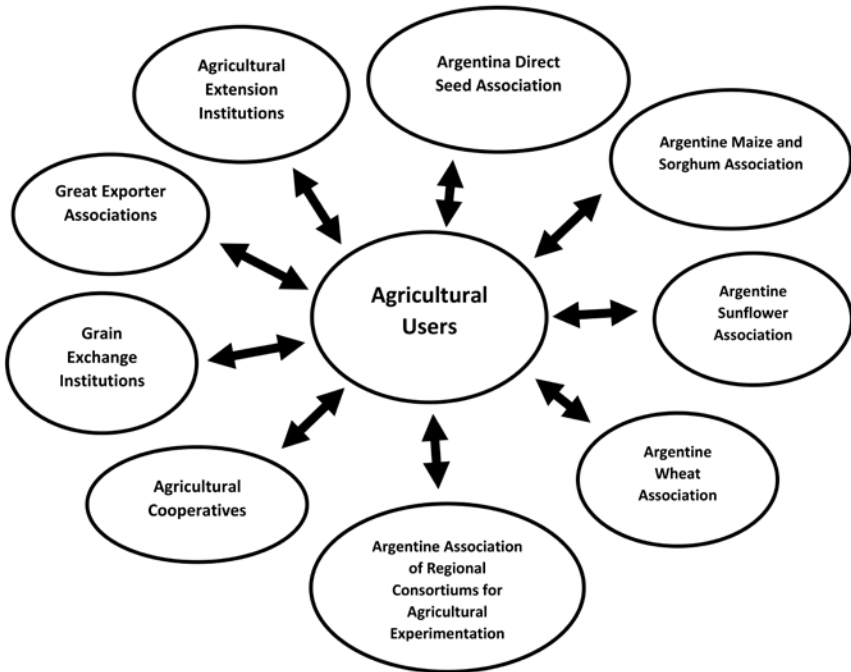 Agricultural
Extension
Institutions
Argentina Direct
Seed Association
Argentine Maize and
Sorghum Association
Great Exporter
Associations
Agricultural
Users
Argentine
Sunflower
Association
Grain
Exchange
Institutions
Argentine
Wheat
Association
Agricultural
Cooperatives
Argentine Association
of Regional
Consortiums for
Agricultural
Experimentation